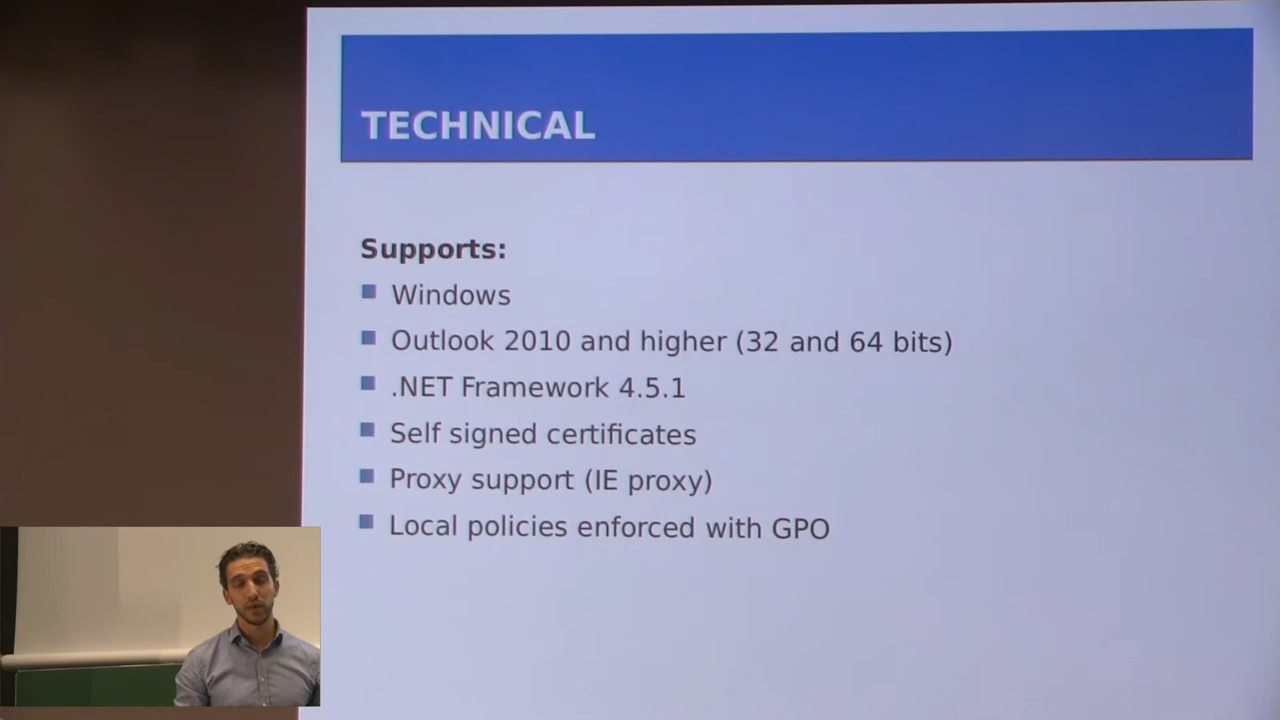 TECHNICAL
Supports:
Windows
Outlook 2010 and higher (32 and 64 bits)
.NET Framework 4.5.1
Self signed certificates
Proxy support (IE proxy)
Local policies enforced with GPO